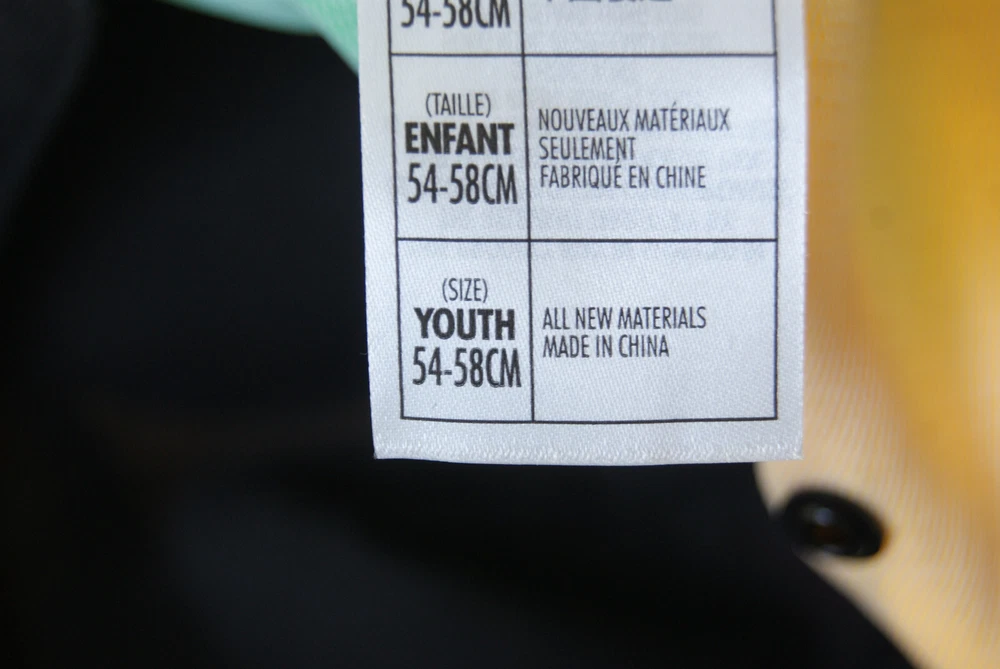 54-58CM
(TAILLE)
ENFANT
54-58CM
NOUVEAUX MATÉRIAUX
SEULEMENT
FABRIQUÉ EN CHINE
(SIZE)
YOUTH
54-58CM
ALL NEW MATERIALS
MADE IN CHINA